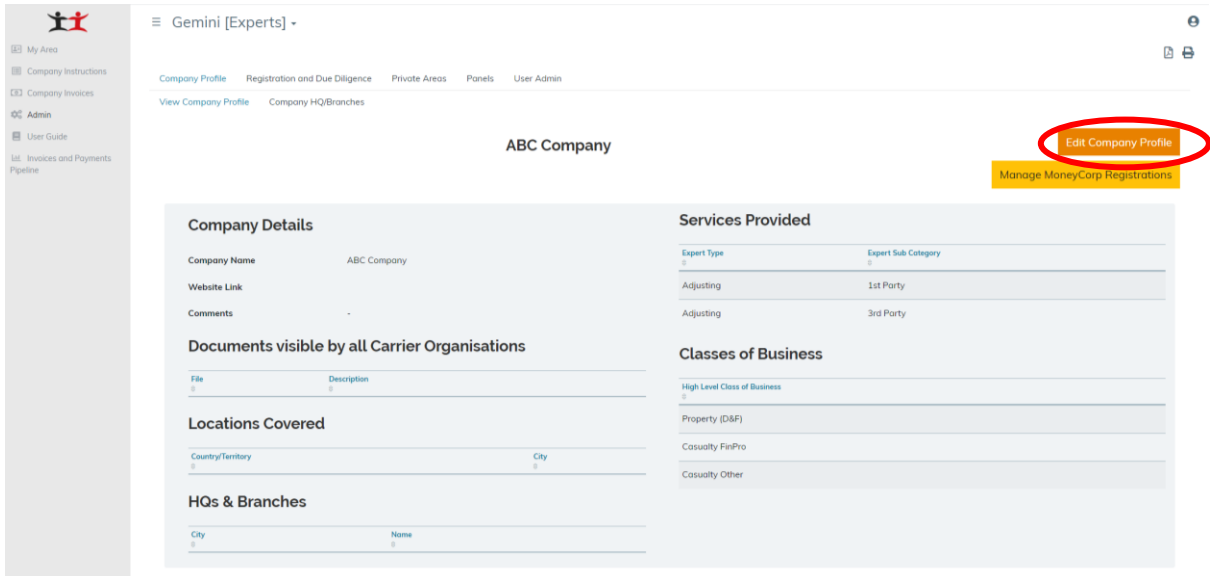 Gemini [Experts]
My Area
Company Instructions
Company Invoices
Admin
User Guide
Invoices and Payments
Pipeline
Company Profile Registration and Due Diligence Private Areas Panels User Admin
View Company Profile Company HQ/Branches
ABC Company
Edit Company Profile
Manage MoneyCorp Registrations
Company Details
Company Name ABC Company
Website Link
Comments -
Documents visible by all Carrier Organisations
File Description
Locations Covered
Country/Territory City
HQs & Branches
City Name
Services Provided
Expert Type Expert Sub Category
Adjusting 1st Party
Adjusting 3rd Party
Classes of Business
High Level Class of Business
Property (D&F)
Casualty FinPro
Casualty Other